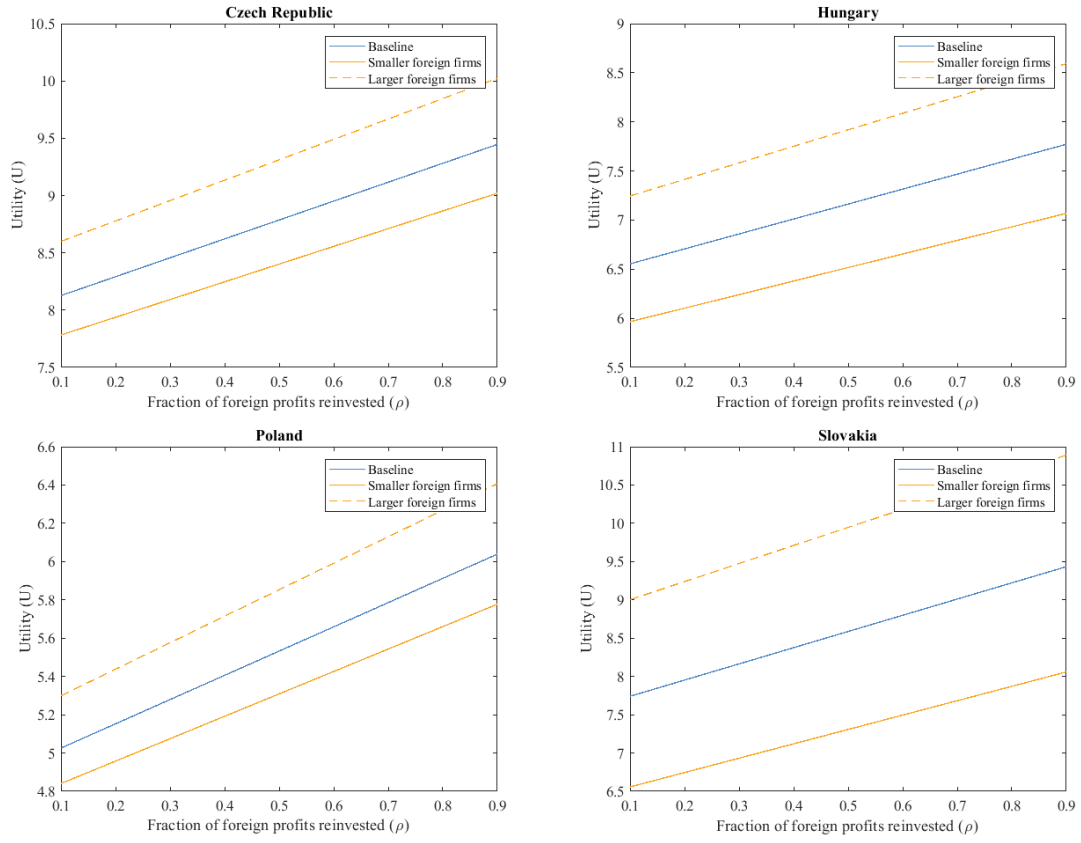 Czech Republic
10.5
10
9.5
9
8.5
8
7.5
Utility (U)
Baseline
Smaller foreign firms
Larger foreign firms
0.1 0.2 0.3 0.4 0.5 0.6 0.7 0.8 0.9
Fraction of foreign profits reinvested (ρ)
Hungary
9
8.5
8
7.5
7
6.5
6
5.5
Utility (U)
Baseline
Smaller foreign firms
Larger foreign firms
0.1 0.2 0.3 0.4 0.5 0.6 0.7 0.8 0.9
Fraction of foreign profits reinvested (ρ)
Poland
6.6
6.4
6.2
6
5.8
5.6
5.4
5.2
5
4.8
Utility (U)
Baseline
Smaller foreign firms
Larger foreign firms
0.1 0.2 0.3 0.4 0.5 0.6 0.7 0.8 0.9
Fraction of foreign profits reinvested (ρ)
Slovakia
11
10.5
10
9.5
9
8.5
8
7.5
7
6.5
Utility (U)
Baseline
Smaller foreign firms
Larger foreign firms
0.1 0.2 0.3 0.4 0.5 0.6 0.7 0.8 0.9
Fraction of foreign profits reinvested (ρ)